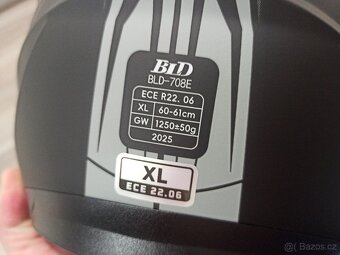 BLD
BLD-708E
ECE R22. 06
XL 60-61cm
GW 1250±50g
2025
XL
ECE 22.06
© Bazos.cz